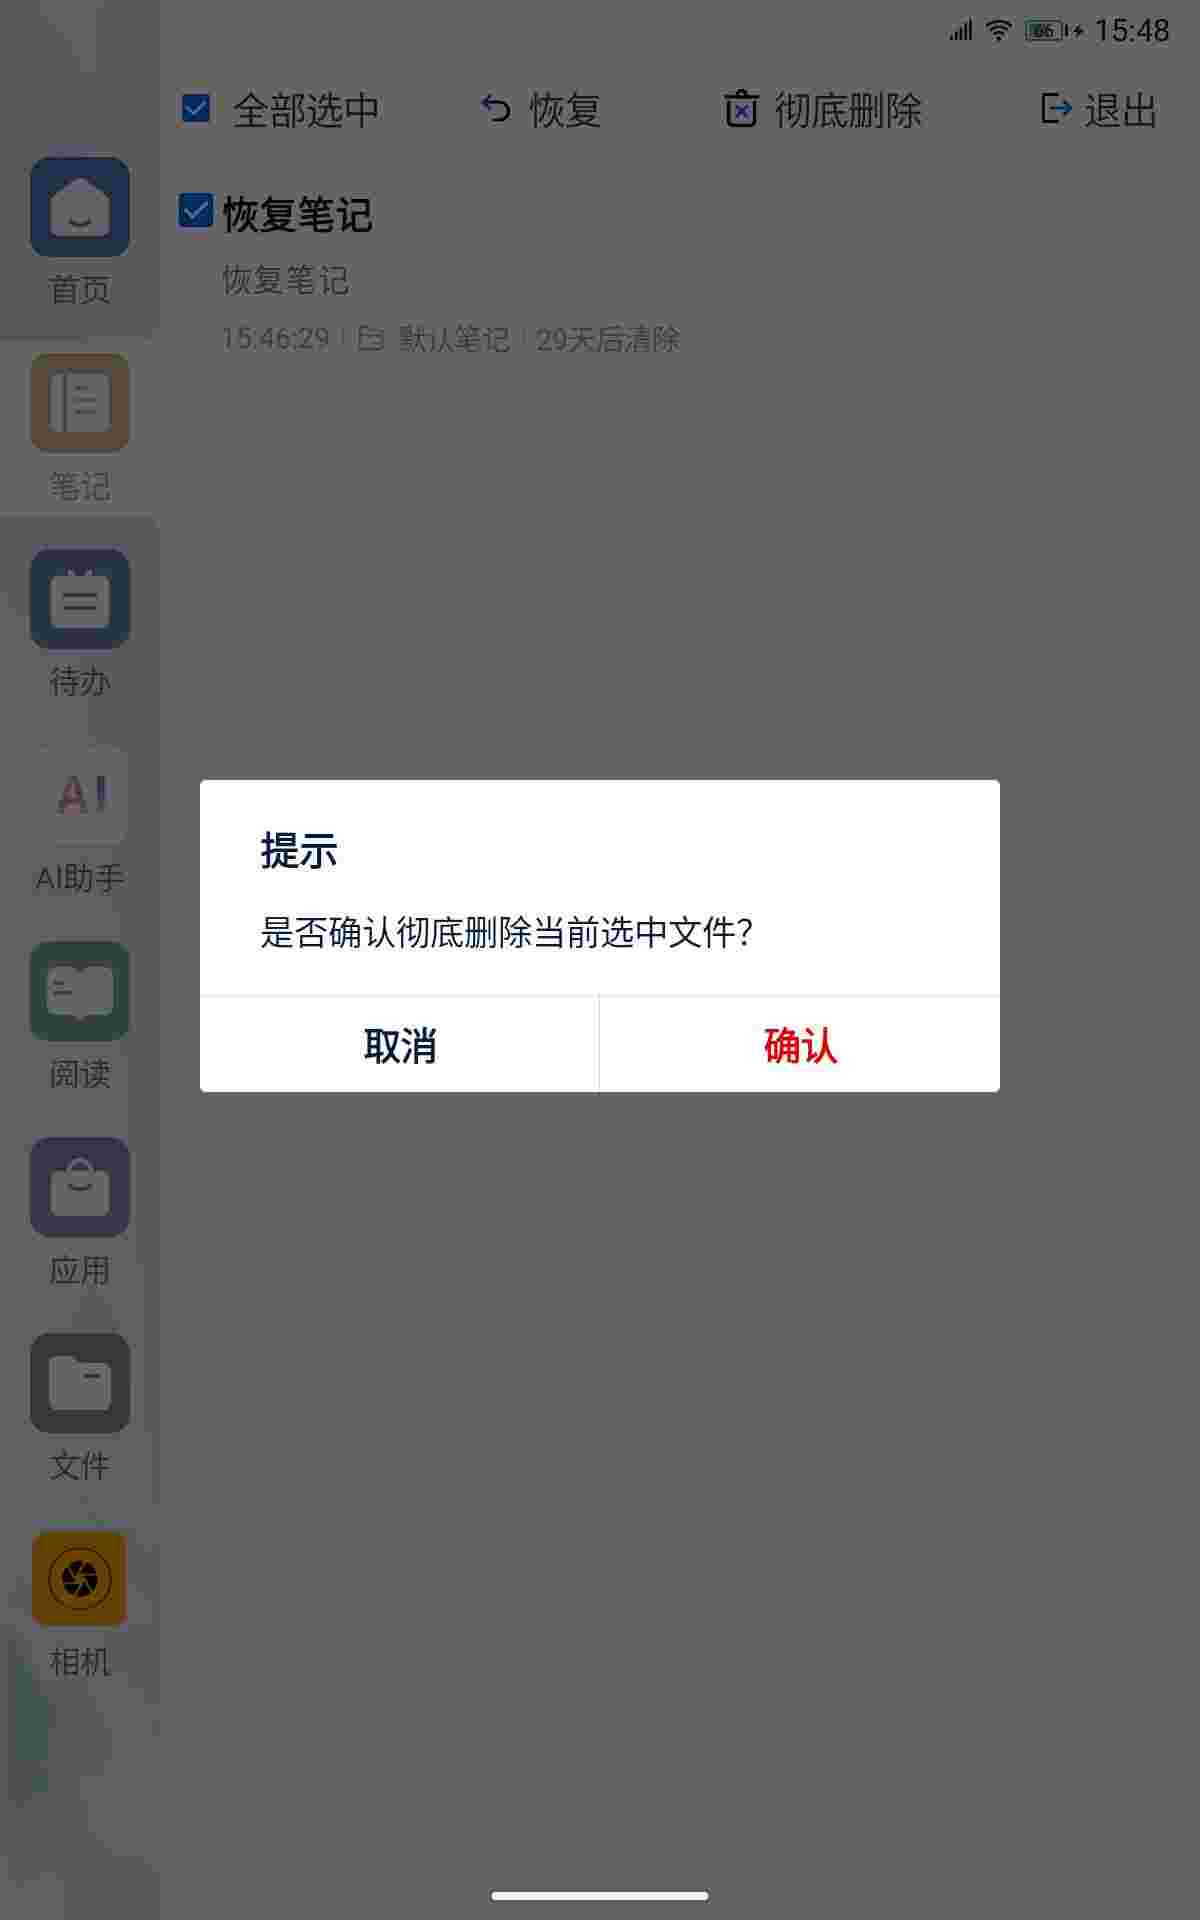 15:48
全部选中 恢复 彻底删除 退出
恢复笔记
恢复笔记
15:46:29 | 默认笔记 | 29天后清除
首页
笔记
待办
AI
AI助手
阅读
应用
文件
相机
提示
是否确认彻底删除当前选中文件?
取消 确认